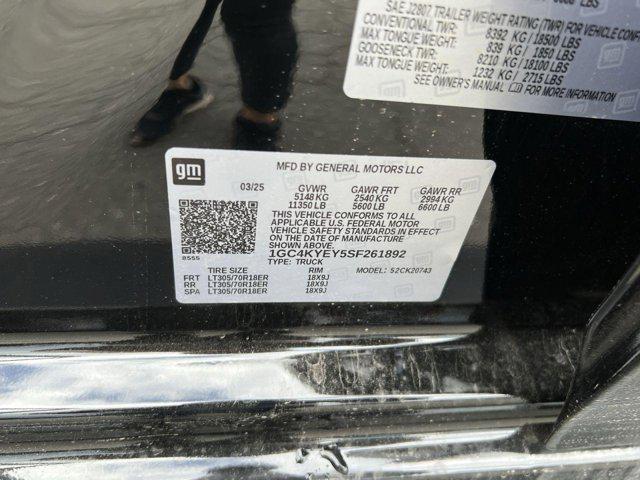 SAE J2807 TRAILER WEIGHT RATING (TWR) FOR VEHICLE CONF
CONVENTIONAL TWR: 8392 KG / 18500 LBS
MAX TONGUE WEIGHT: 839 KG / 1850 LBS
GOOSENECK TWR: 8210 KG / 18100 LBS
MAX TONGUE WEIGHT: 1232 KG / 2715 LBS
SEE OWNER'S MANUAL FOR MORE INFORMATION
gm
MFD BY GENERAL MOTORS LLC
03/25 GVWR GAWR FRT GAWR RR
5148 KG 2540 KG 2994 KG
11350 LB 5600 LB 6600 LB
THIS VEHICLE CONFORMS TO ALL
APPLICABLE U.S. FEDERAL MOTOR
VEHICLE SAFETY STANDARDS IN EFFECT
ON THE DATE OF MANUFACTURE SHOWN ABOVE.
1GC4KYEY5SF261892
8555
TYPE: TRUCK
TIRE SIZE RIM MODEL: S2CK20743
FRT LT305/70R18ER 18X9J
RR LT305/70R18ER 18X9J
SPA LT305/70R18ER 18X9J